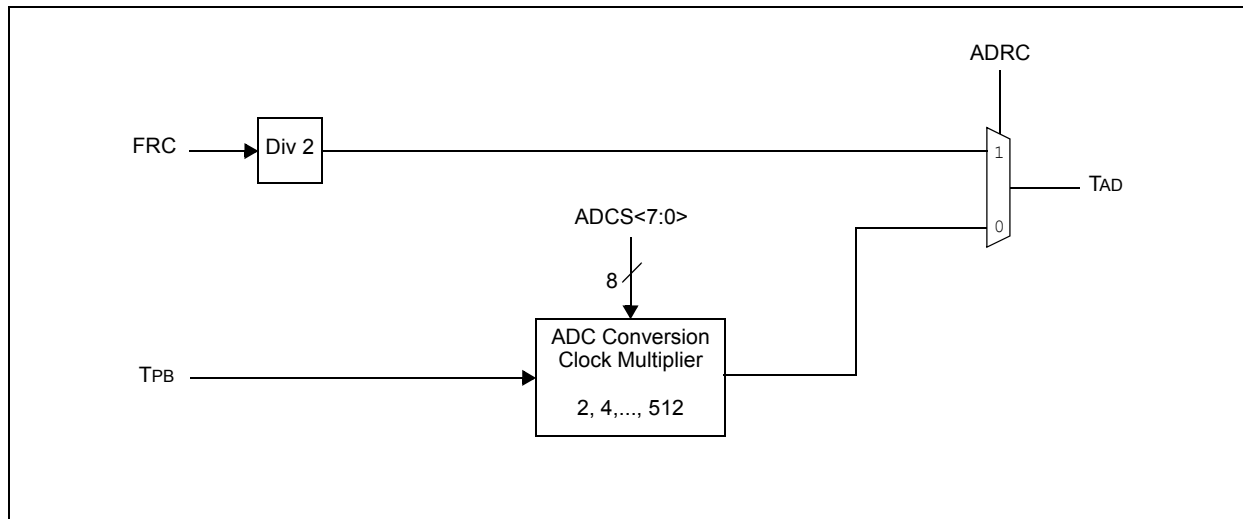 ADRC
FRC
Div 2
1
TAD
ADCS<7:0>
0
8
ADC Conversion
Clock Multiplier
TPB
2, 4,..., 512